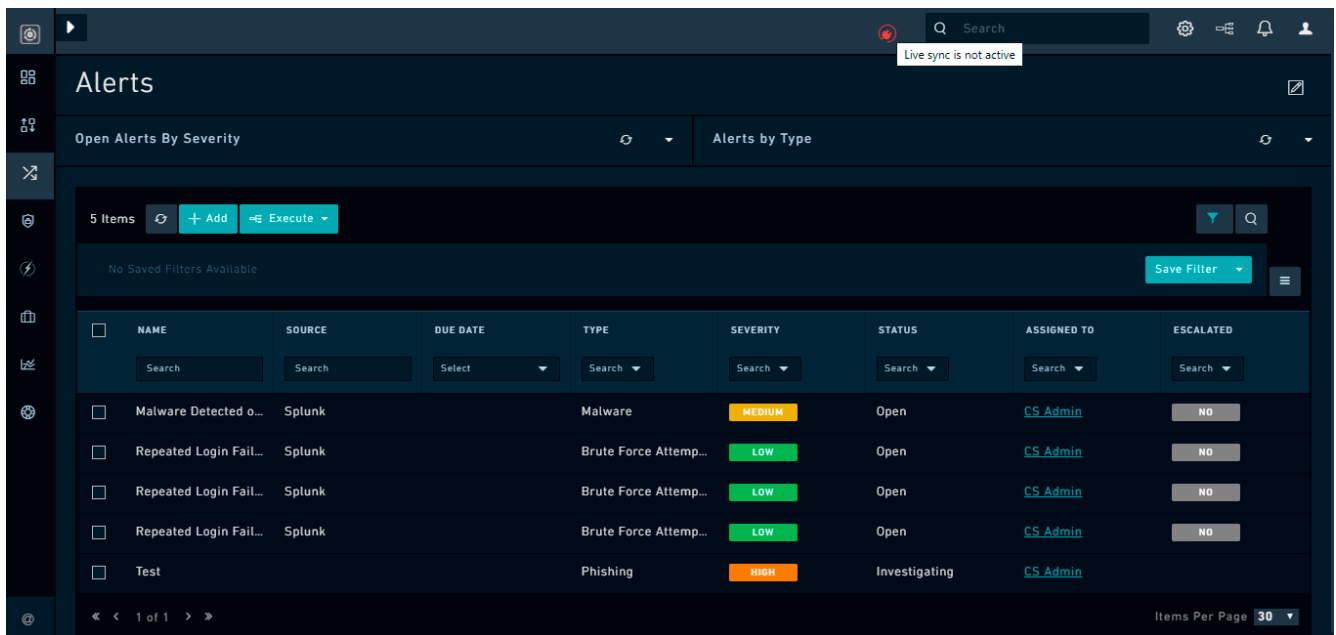 Search
Live sync is not active
Alerts
Open Alerts By Severity
Alerts by Type
5 Items
Add
Execute
No Saved Filters Available
Save Filter
NAME SOURCE DUE DATE TYPE SEVERITY STATUS ASSIGNED TO ESCALATED
Search Search Select Search Search Search Search Search
Malware Detected o... Splunk Malware MEDIUM Open CS Admin NO
Repeated Login Fail... Splunk Brute Force Attemp... LOW Open CS Admin NO
Repeated Login Fail... Splunk Brute Force Attemp... LOW Open CS Admin NO
Repeated Login Fail... Splunk Brute Force Attemp... LOW Open CS Admin NO
Test Phishing HIGH Investigating CS Admin
@ « < 1 of 1 > » Items Per Page 30